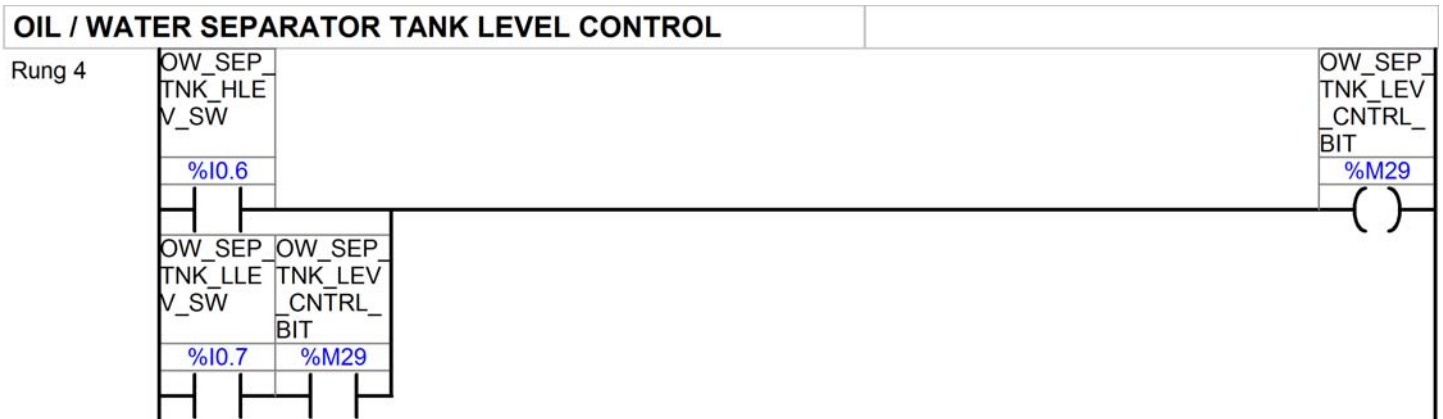 OIL / WATER SEPARATOR TANK LEVEL CONTROL
Rung 4
OW_SEP_
TNK_HLE
V_SW
%I0.6
OW_SEP_
TNK_LEV
_CNTRL_
BIT
%M29
OW_SEP_
TNK_LLE
V_SW
%I0.7
OW_SEP_
TNK_LEV
_CNTRL_
BIT
%M29